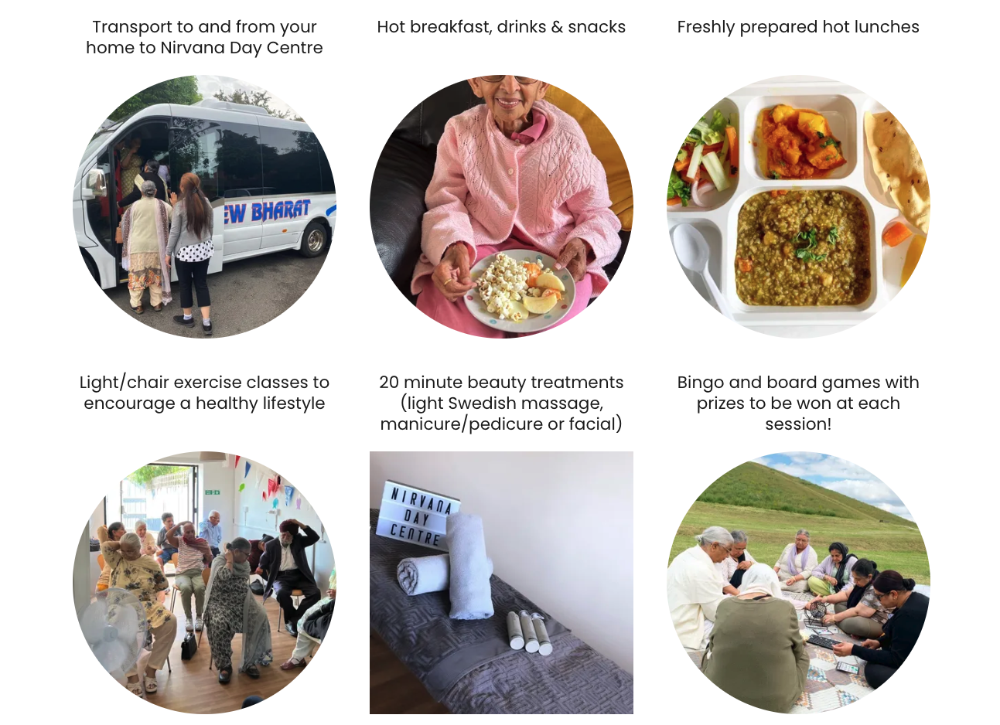 Transport to and from your
home to Nirvana Day Centre
Hot breakfast, drinks & snacks
Freshly prepared hot lunches
EW BHARAT
Light/chair exercise classes to
encourage a healthy lifestyle
20 minute beauty treatments
(light Swedish massage,
manicure/pedicure or facial)
Bingo and board games with
prizes to be won at each
session!
NIRVANA
DAY
CENTRE